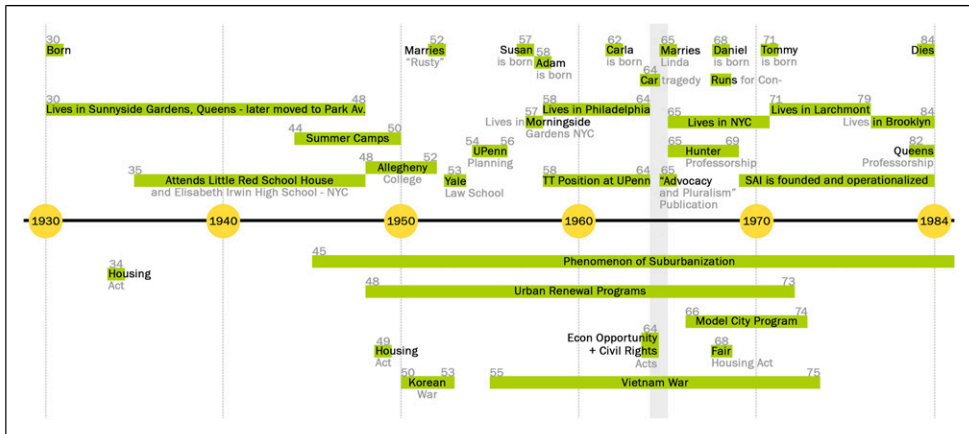 30
Born
52
Marries
"Rusty"
57
Susan
is born
58
Adam
is born
62
Carla
is born
65
Marries
Linda
68
Daniel
is born
71
Tommy
is born
84
Dies
64
Car tragedy
Runs for Con-
30
48
Lives in Sunnyside Gardens, Queens - later moved to Park Av.
58
64
Lives in Philadelphia
71
79
Lives in Larchmont
57
Lives in Morningside
Gardens NYC
65
Lives in NYC
84
Lives in Brooklyn
44
50
Summer Camps
54
56
UPenn
Planning
65
69
Hunter
Professorship
82
Queens
Professorship
48
52
Allegheny
College
35
Attends Little Red School House
and Elisabeth Irwin High School - NYC
53
Yale
Law School
58
64
TT Position at UPenn
65
"Advocacy
and Pluralism"
Publication
SAI is founded and operationalized
1930
1940
1950
1960
1970
1984
45
Phenomenon of Suburbanization
34
Housing
Act
48
73
Urban Renewal Programs
66
74
Model City Program
49
Housing
Act
64
Econ Opportunity
+ Civil Rights
Acts
68
Fair
Housing Act
50
53
Korean
War
55
75
Vietnam War